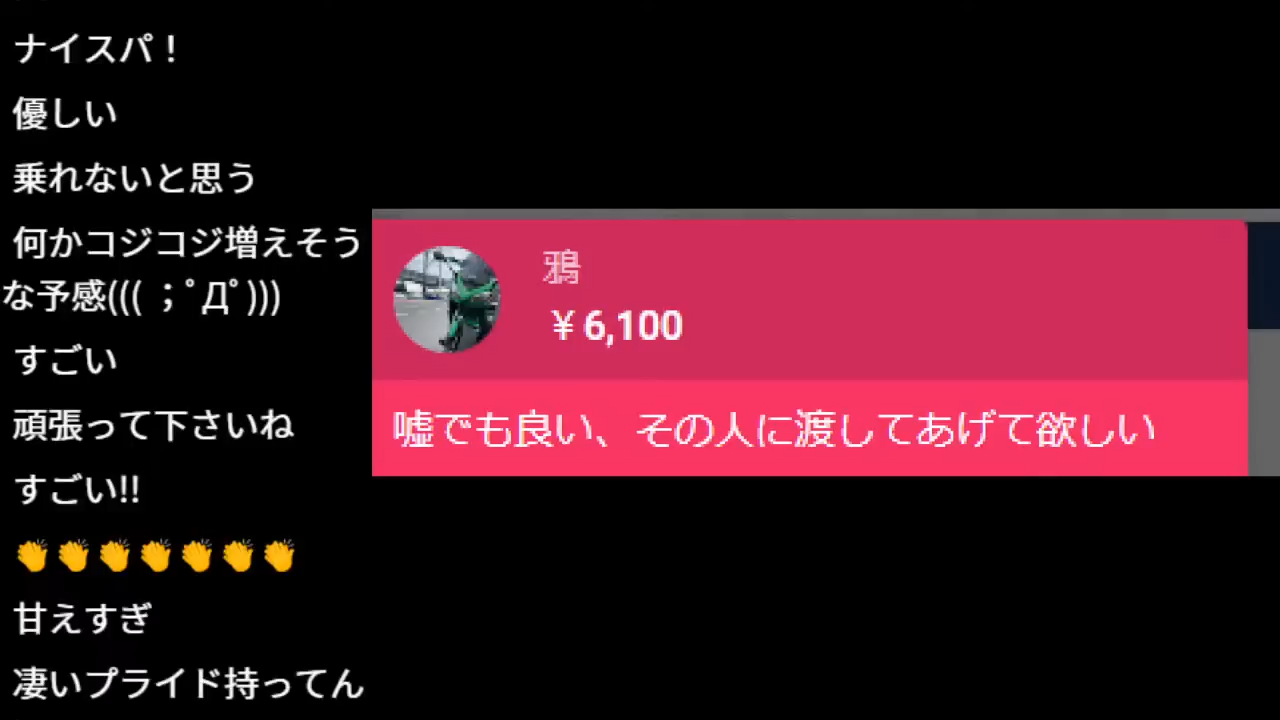 ナイスパ！
優しい
乗れないと思う
何かコジコジ増えそう
な予感(((；ﾟДﾟ)))
すごい
頑張って下さいね
すごい!!
👏👏👏👏👏👏👏
甘えすぎ
凄いプライド持ってん
鴉
￥6,100
嘘でも良い、その人に渡してあげて欲しい